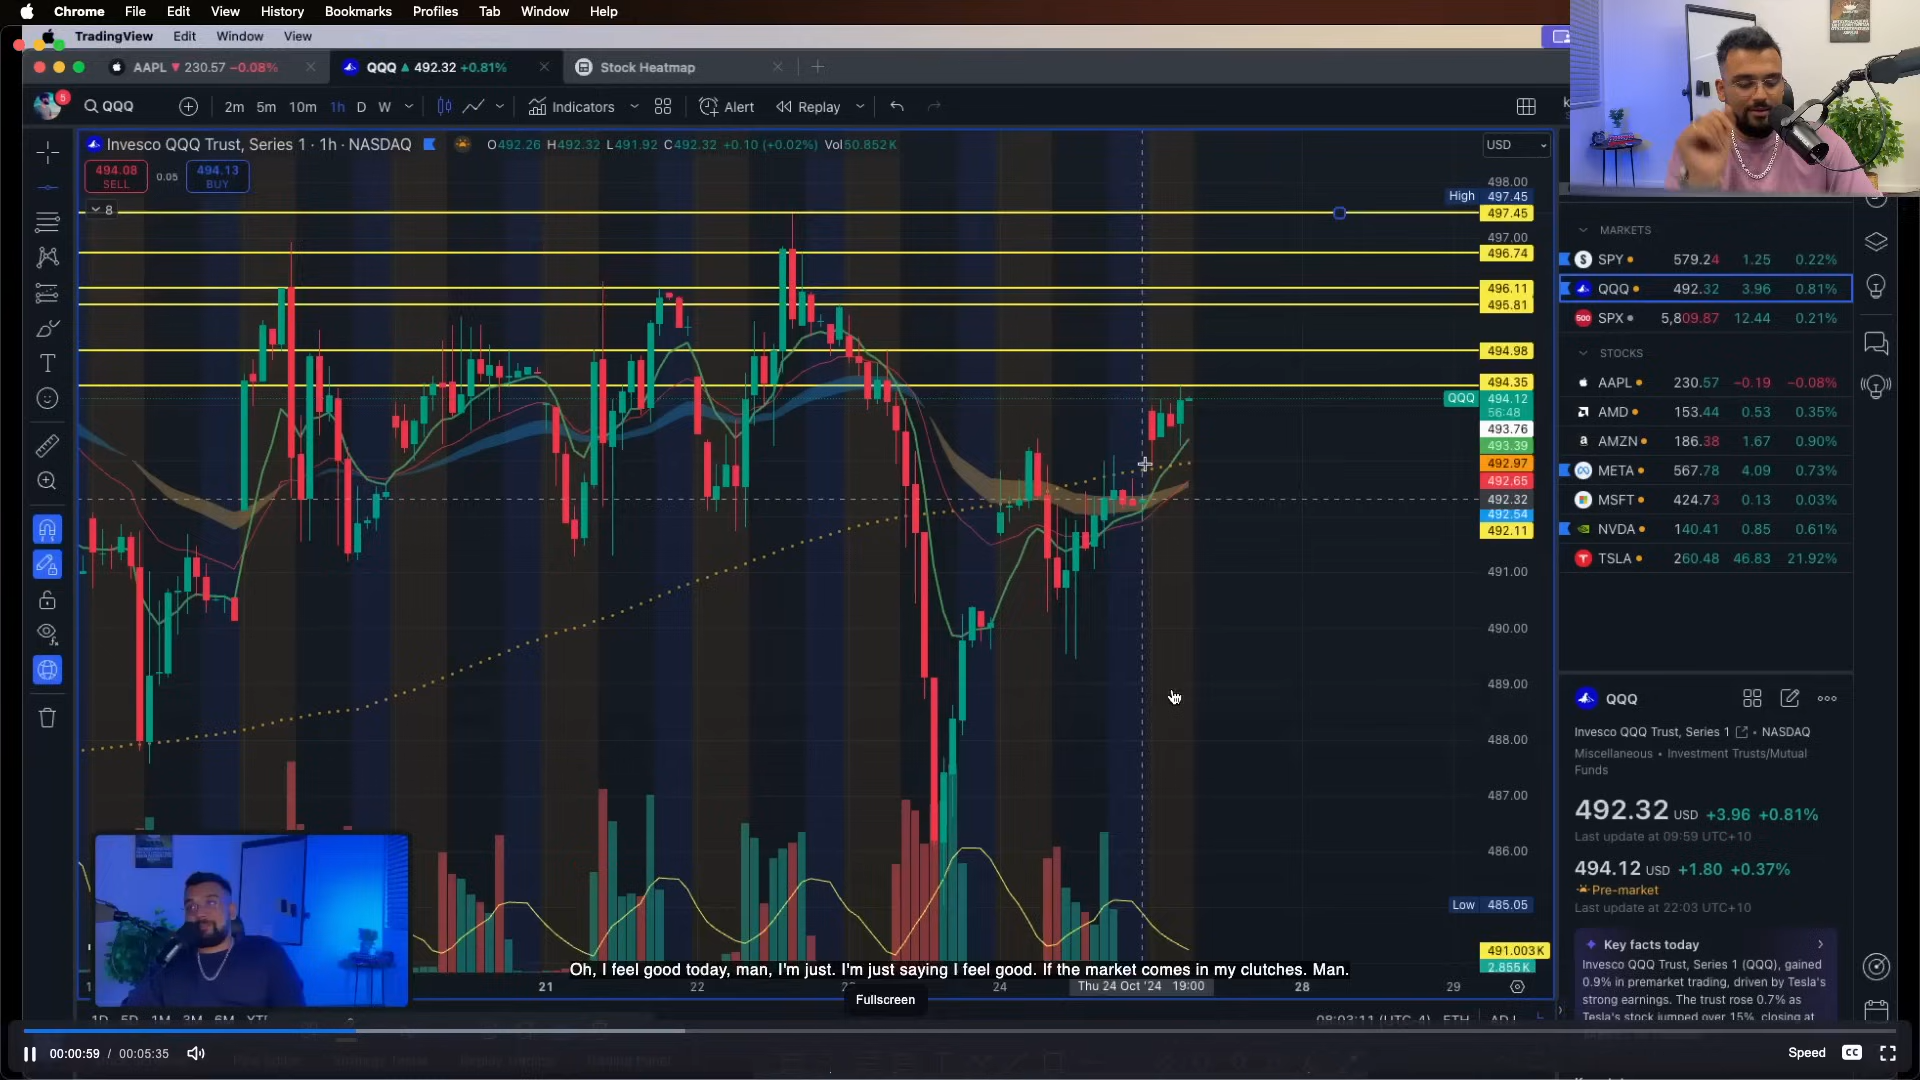 Chrome File Edit View History Bookmarks Profiles Tab Window Help
TradingView Edit Window View
AAPL ▼ 230.57 −0.08%
QQQ ▲ 492.32 +0.81%
Stock Heatmap
5
QQQ 2m 5m 10m 1h D W Indicators Alert Replay
Invesco QQQ Trust, Series 1 · 1h · NASDAQ
O492.26 H492.32 L491.92 C492.32 +0.10 (+0.02%) Vol50.852K
USD
494.08
SELL
0.05
494.13
BUY
8
498.00
High 497.45
497.45
497.00
496.74
496.11
495.81
494.98
494.35
QQQ 494.12
56:48
493.76
493.39
492.97
492.65
492.32
492.54
492.11
491.00
490.00
489.00
488.00
487.00
486.00
Low 485.05
491.003K
2.855K
MARKETS
SPY 579.24 1.25 0.22%
QQQ 492.32 3.96 0.81%
500 SPX 5,809.87 12.44 0.21%
STOCKS
AAPL 230.57 −0.19 −0.08%
AMD 153.44 0.53 0.35%
AMZN 186.38 1.67 0.90%
META 567.78 4.09 0.73%
MSFT 424.73 0.13 0.03%
NVDA 140.41 0.85 0.61%
TSLA 260.48 46.83 21.92%
QQQ
Invesco QQQ Trust, Series 1 • NASDAQ
Miscellaneous • Investment Trusts/Mutual
Funds
492.32 USD +3.96 +0.81%
Last update at 09:59 UTC+10
494.12 USD +1.80 +0.37%
Pre-market
Last update at 22:03 UTC+10
Key facts today
Invesco QQQ Trust, Series 1 (QQQ), gained
0.9% in premarket trading, driven by Tesla's
strong earnings. The trust rose 0.7% as
Tesla's stock jumped over 15%, closing at
Oh, I feel good today, man, I'm just. I'm just saying I feel good. If the market comes in my clutches. Man.
21 22 23 24 Thu 24 Oct '24 19:00 28 29
Fullscreen
1D 5D 1M 3M 6M YTD
08:03:11 (UTC-4) ETH ADJ
00:00:59 / 00:05:35
Speed CC